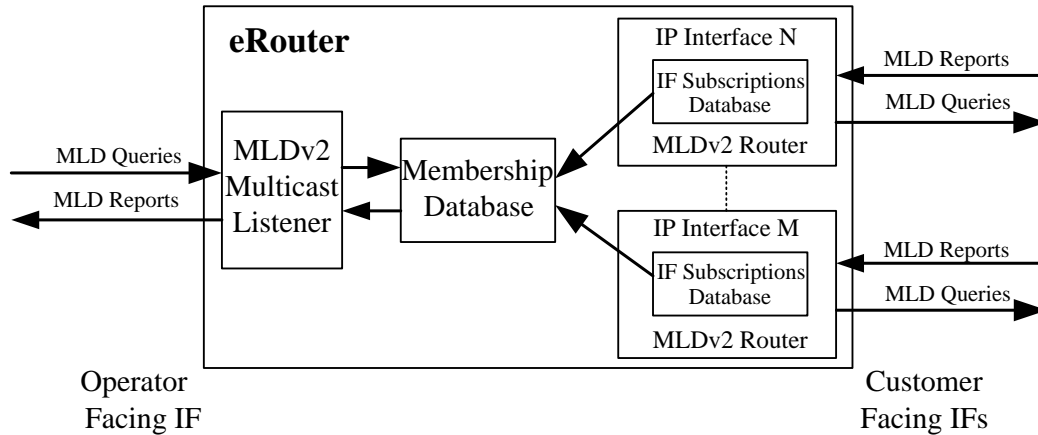 eRouter
MLD Queries
MLD Reports
MLDv2
Multicast
Listener
Membership
Database
IP Interface N
IF Subscriptions
Database
MLDv2 Router
MLD Reports
MLD Queries
IP Interface M
IF Subscriptions
Database
MLDv2 Router
MLD Reports
MLD Queries
Operator
Facing IF
Customer
Facing IFs